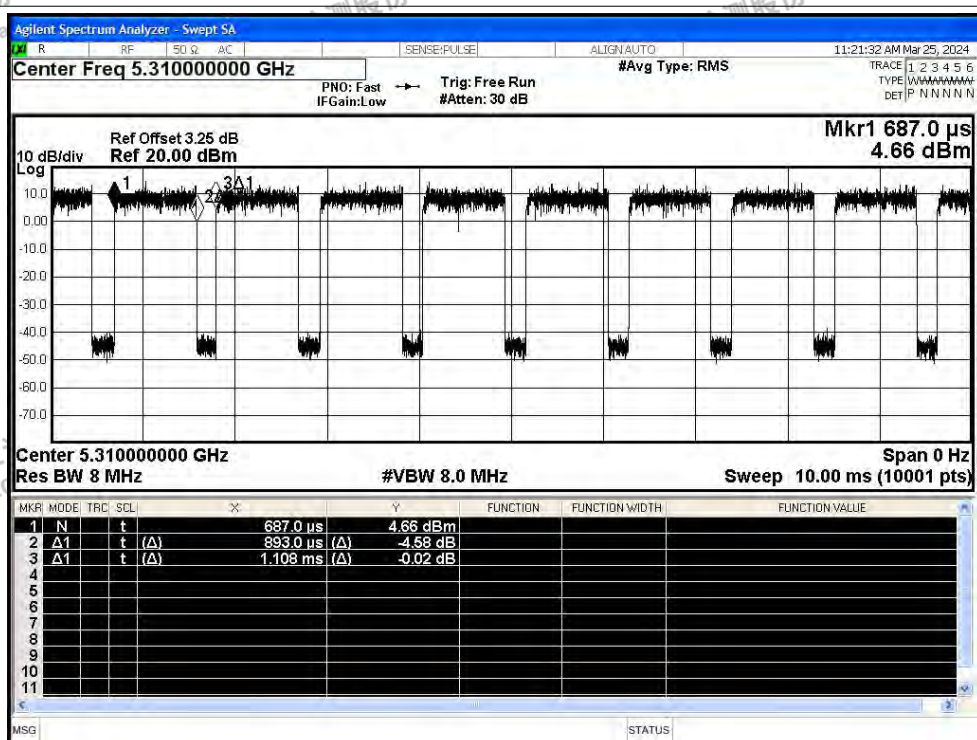 Agilent Spectrum Analyzer - Swept SA
R RF 50 Ω AC SENSE:PULSE ALIGN AUTO 11:21:32 AM Mar 25, 2024
Center Freq 5.310000000 GHz #Avg Type: RMS TRACE 1 2 3 4 5 6
PNO: Fast Trig: Free Run TYPE WWWWWW
IFGain:Low #Atten: 30 dB DET P N N N N N
Mkr1 687.0 µs
Ref Offset 3.25 dB
10 dB/div Ref 20.00 dBm 4.66 dBm
Log
1 2Δ1 3Δ1
10.0
0.00
-10.0
-20.0
-30.0
-40.0
-50.0
-60.0
-70.0
Center 5.310000000 GHz Span 0 Hz
Res BW 8 MHz #VBW 8.0 MHz Sweep 10.00 ms (10001 pts)
MKR MODE TRC SCL X Y FUNCTION FUNCTION WIDTH FUNCTION VALUE
1 N t 687.0 µs 4.66 dBm
2 Δ1 t (Δ) 893.0 µs (Δ) -4.58 dB
3 Δ1 t (Δ) 1.108 ms (Δ) -0.02 dB
4
5
6
7
8
9
10
11
MSG STATUS